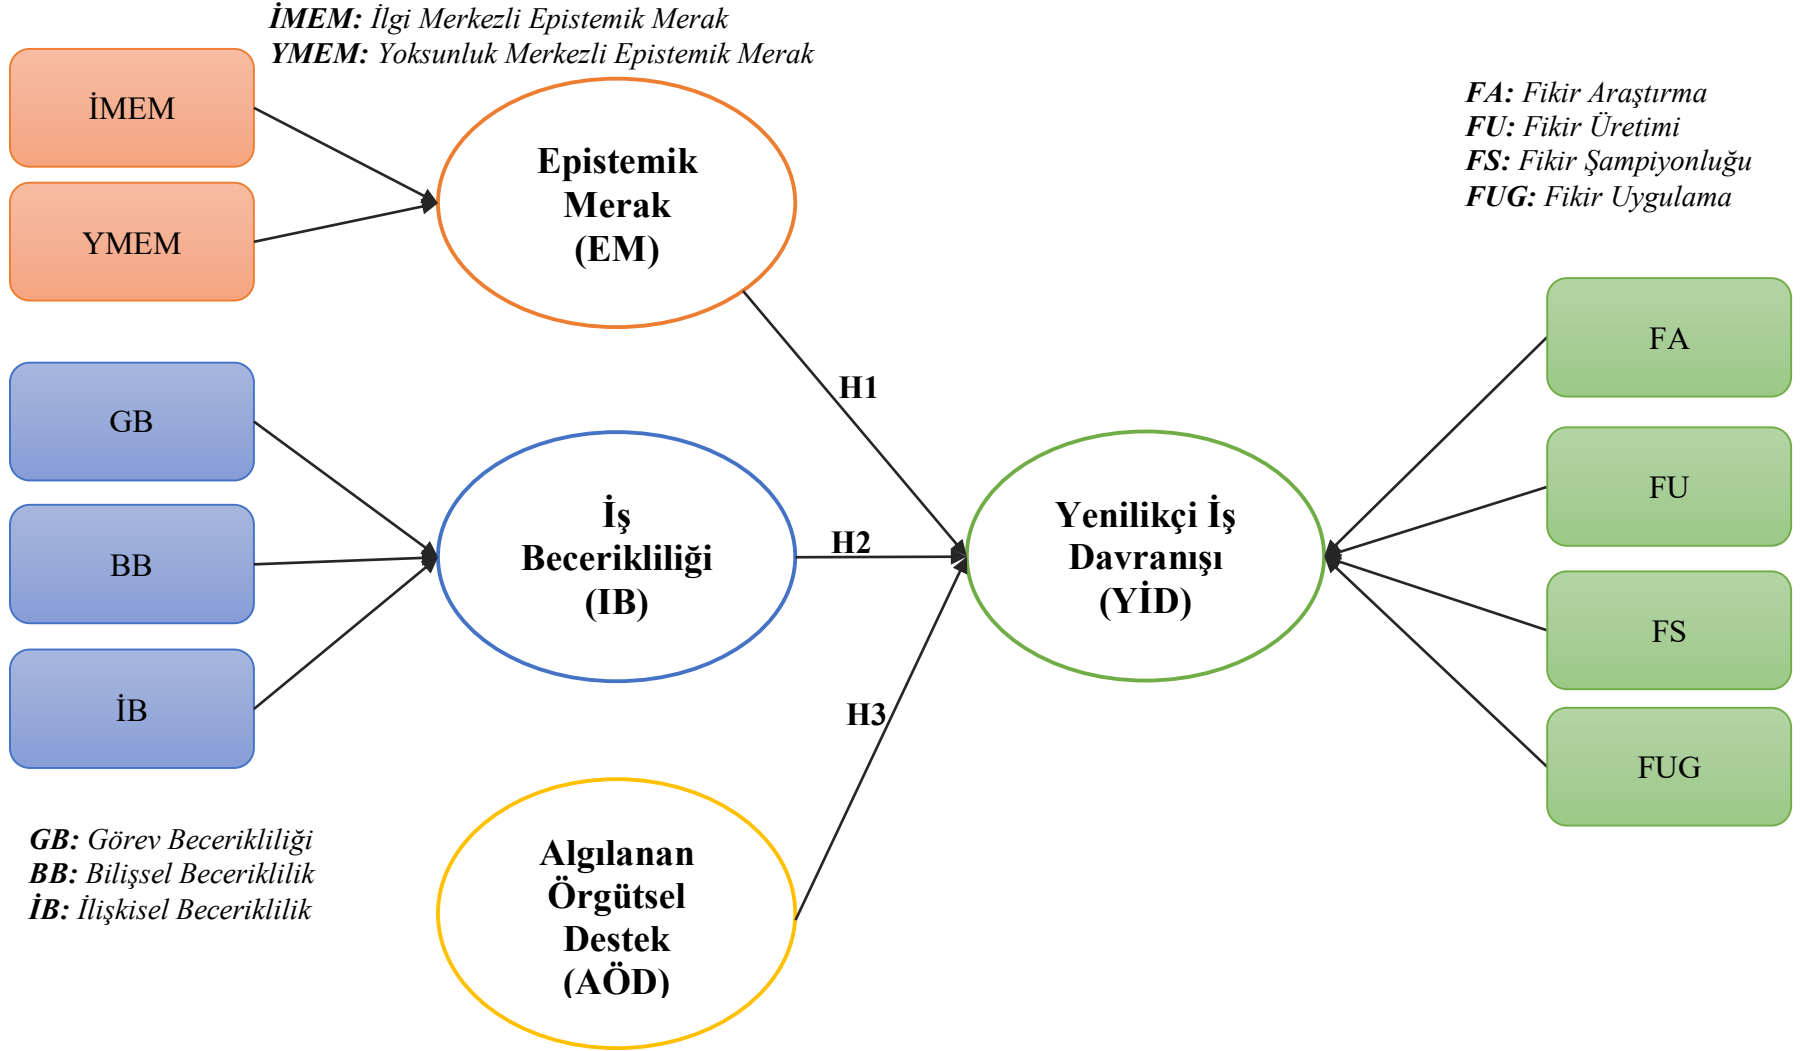 İMEM: İlgi Merkezli Epistemik Merak
YMEM: Yoksunluk Merkezli Epistemik Merak
İMEM
YMEM
Epistemik
Merak
(EM)
FA: Fikir Araştırma
FU: Fikir Üretimi
FS: Fikir Şampiyonluğu
FUG: Fikir Uygulama
GB
BB
İB
İş
Becerikliliği
(IB)
H1
H2
H3
Yenilikçi İş
Davranışı
(YİD)
FA
FU
FS
FUG
GB: Görev Becerikliliği
BB: Bilişsel Beceriklilik
İB: İlişkisel Beceriklilik
Algılanan
Örgütsel
Destek
(AÖD)